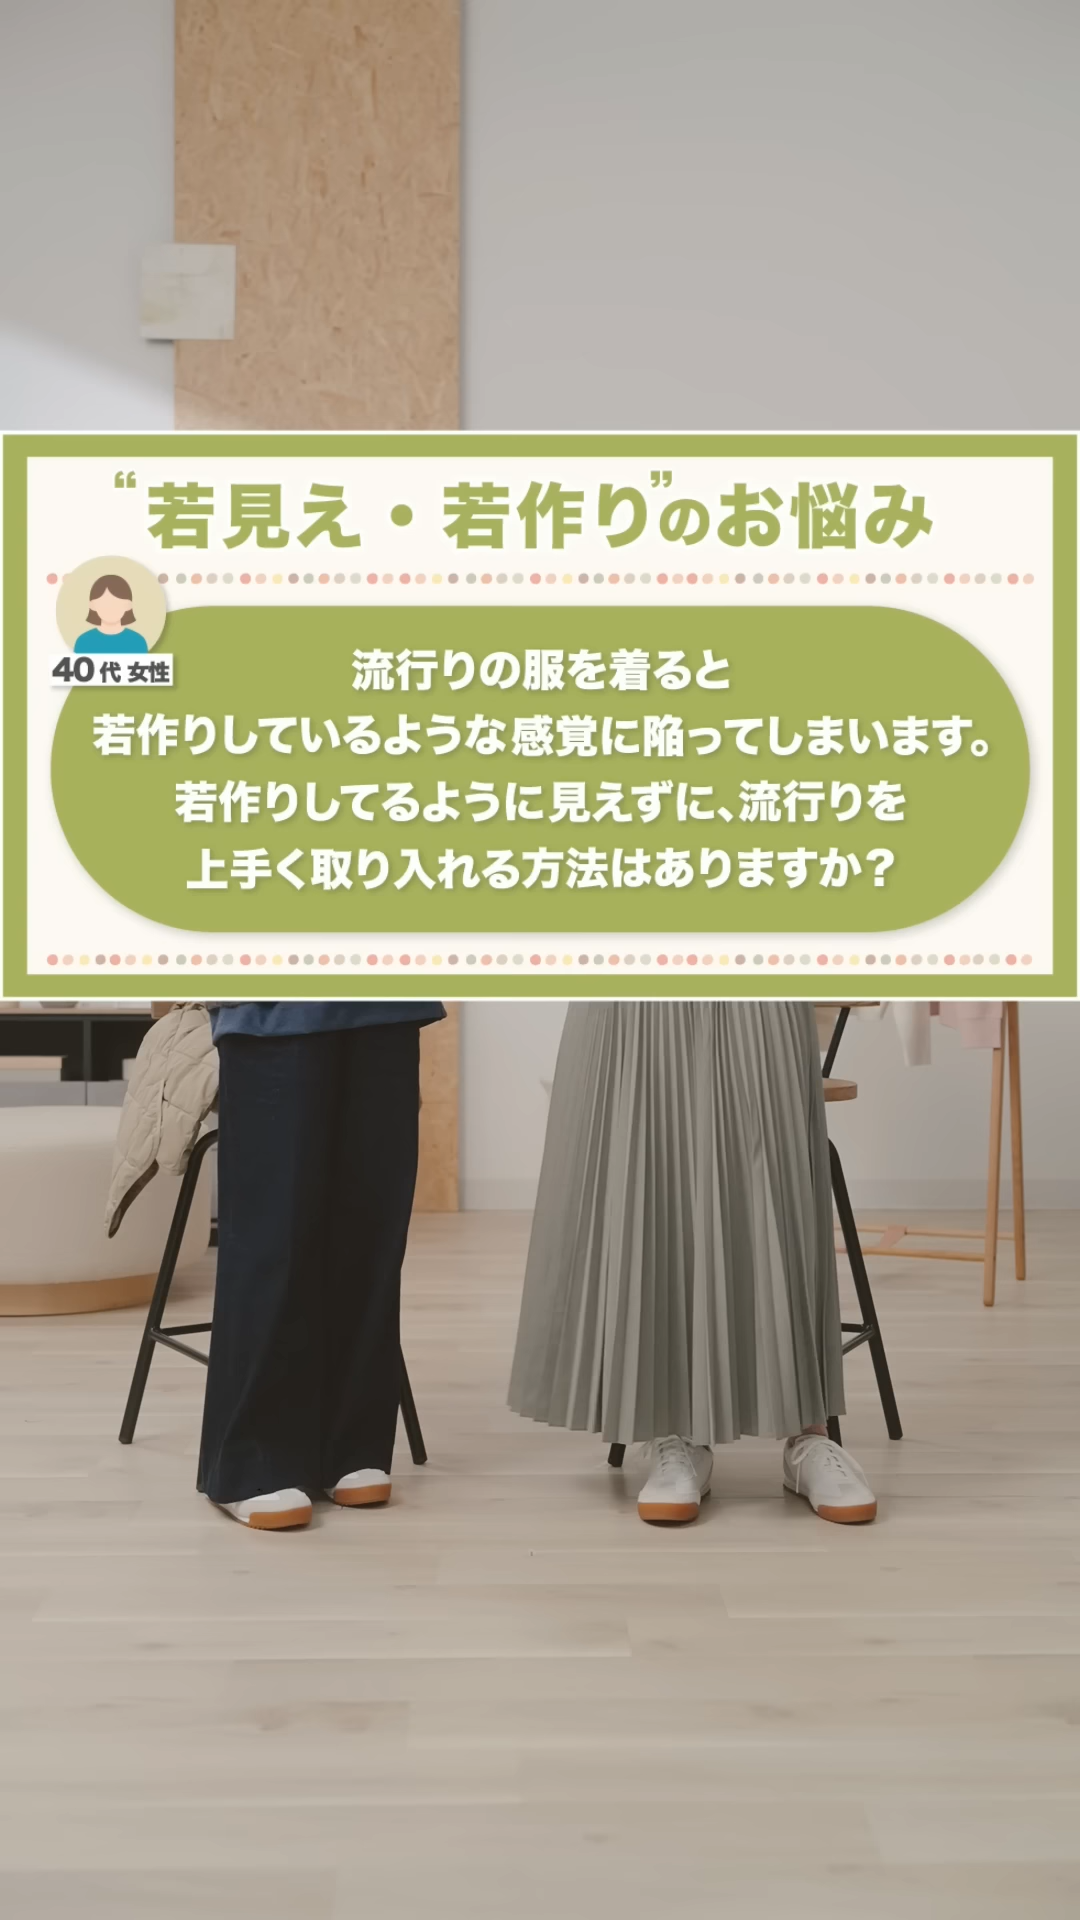 “若見え・若作り”のお悩み
40代 女性
流行りの服を着ると
若作りしているような感覚に陥ってしまいます。
若作りしてるように見えずに、流行りを
上手く取り入れる方法はありますか？